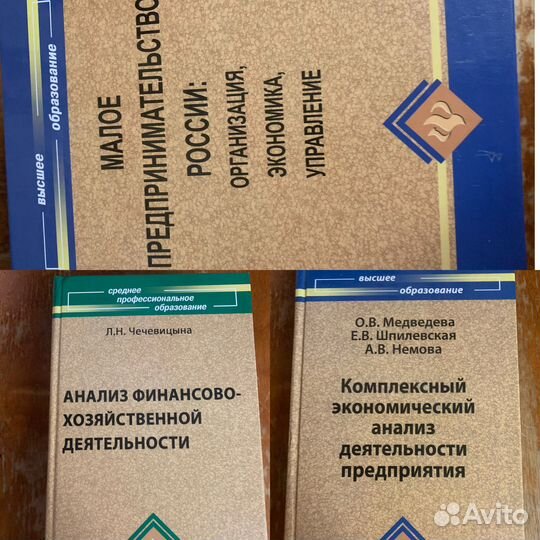 высшее
образование
МАЛОЕ
ПРЕДПРИНИМАТЕЛЬСТВО
РОССИИ:
ОРГАНИЗАЦИЯ,
ЭКОНОМИКА,
УПРАВЛЕНИЕ
среднее
профессиональное
образование
Л.Н. Чечевицына
АНАЛИЗ ФИНАНСОВО-
ХОЗЯЙСТВЕННОЙ
ДЕЯТЕЛЬНОСТИ
высшее
образование
О.В. Медведева
Е.В. Шпилевская
А.В. Немова
Комплексный
экономический
анализ
деятельности
предприятия
Avito